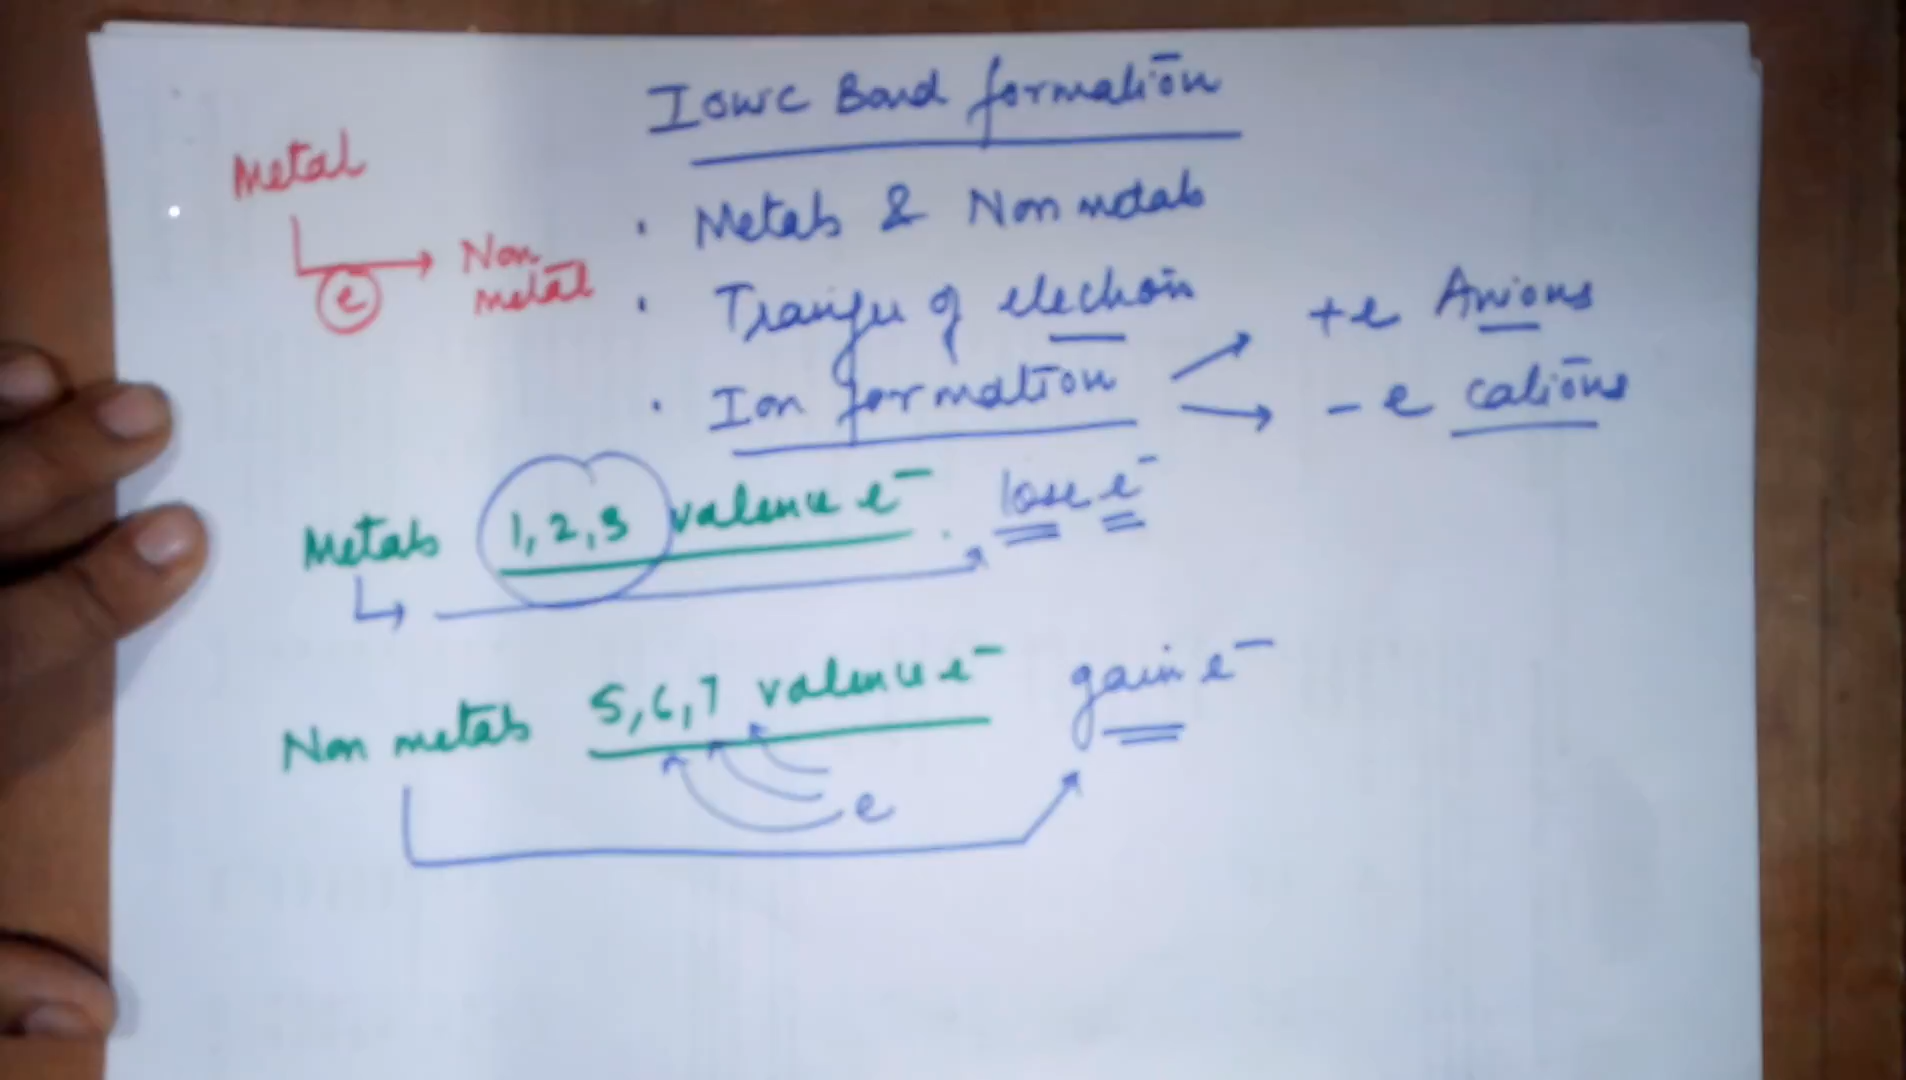 Ionic Bond formation
Metal
e
Non
metal
· Metals & Non metals
· Transfer of electron
· Ion formation
+e Anions
- e cations
Metals 1, 2, 3 valence e⁻. lose e⁻
Non metals 5, 6, 7 valence e⁻ gain e⁻
e